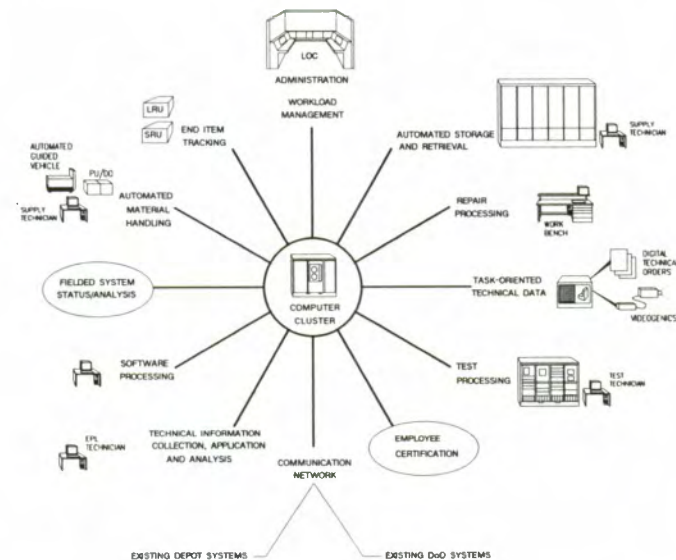 LOC
ADMINISTRATION
WORKLOAD
MANAGEMENT
LRU
SRU
END ITEM
TRACKING
AUTOMATED STORAGE
AND RETRIEVAL
SUPPLY
TECHNICIAN
AUTOMATED
GUIDED
VEHICLE
PU/DO
SUPPLY
TECHNICIAN
AUTOMATED
MATERIAL
HANDLING
REPAIR
PROCESSING
WORK
BENCH
FIELDED SYSTEM
STATUS/ANALYSIS
COMPUTER
CLUSTER
TASK-ORIENTED
TECHNICAL DATA
DIGITAL
TECHNICAL
ORDERS
VIDEOGENICS
SOFTWARE
PROCESSING
TEST
PROCESSING
TEST
TECHNICIAN
EPL
TECHNICIAN
TECHNICAL INFORMATION
COLLECTION, APPLICATION
AND ANALYSIS
COMMUNICATION
NETWORK
EMPLOYEE
CERTIFICATION
EXISTING DEPOT SYSTEMS
EXISTING DoD SYSTEMS